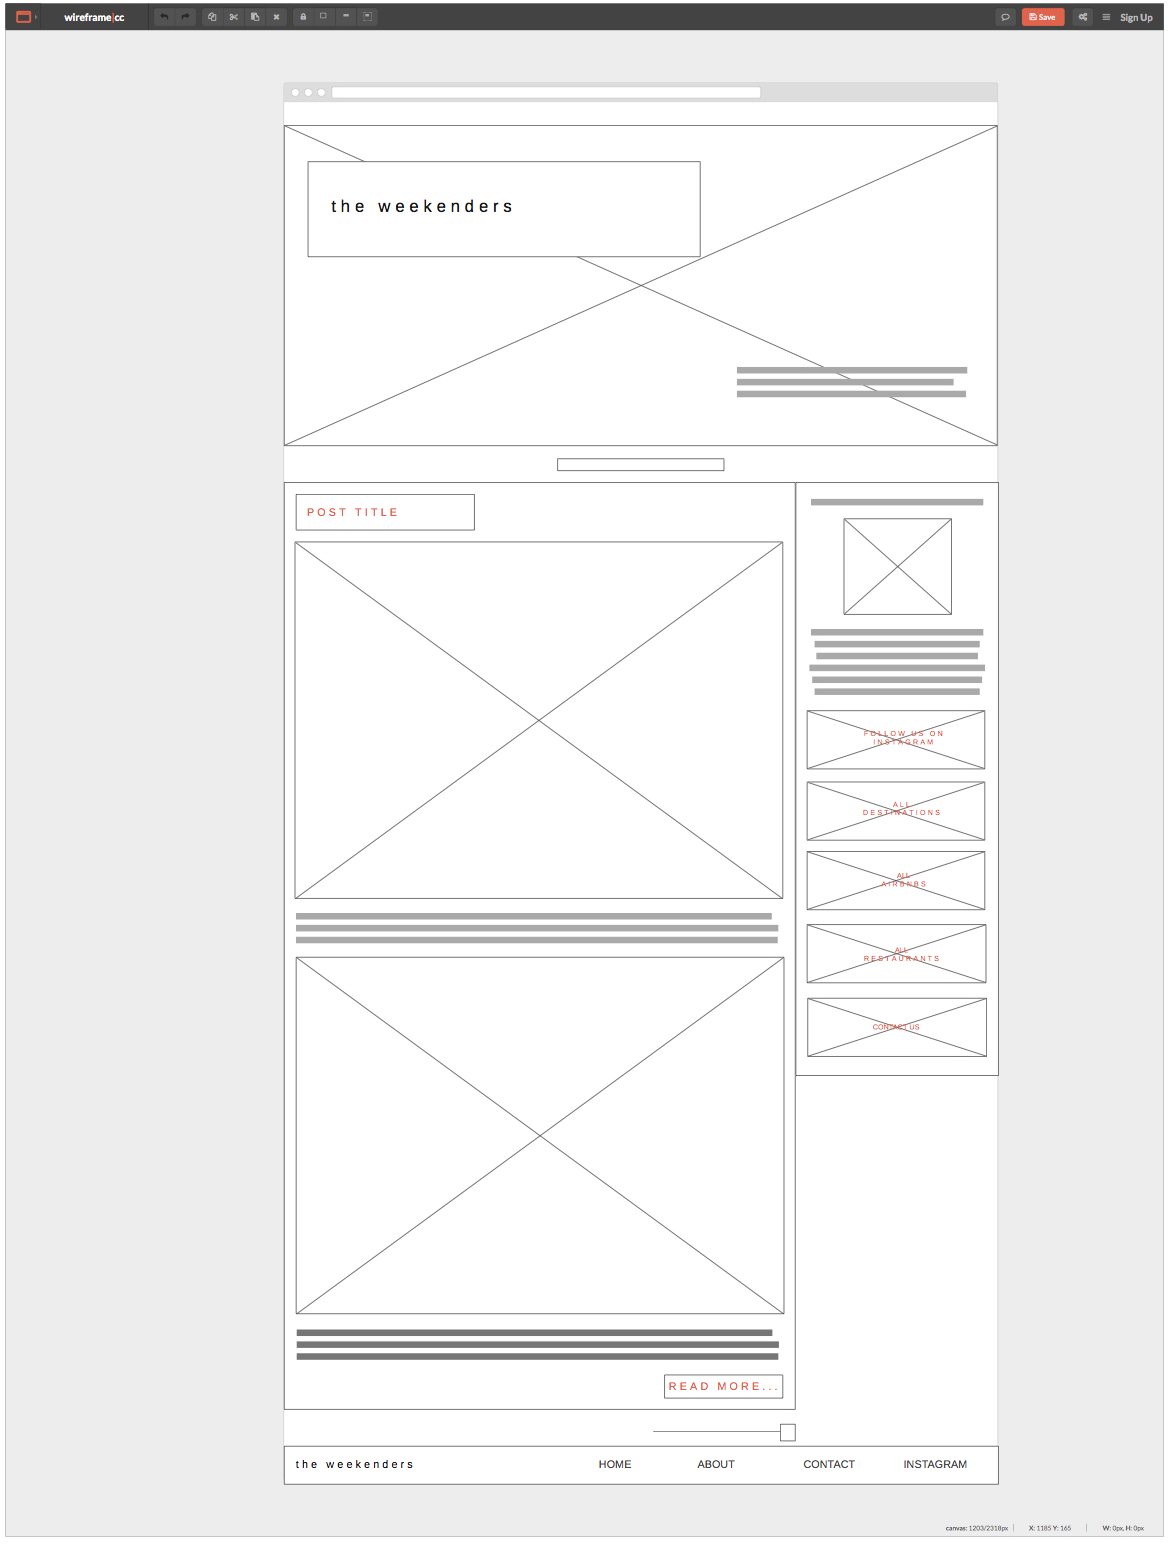 wireframe|cc
Save
Sign Up
the weekenders
POST TITLE
FOLLOW US ON
INSTAGRAM
ALL
DESTINATIONS
ALL
AIRBNBS
ALL
RESTAURANTS
CONTACT US
READ MORE...
the weekenders HOME ABOUT CONTACT INSTAGRAM
canvas: 1203/2318px X: 1185 Y: 165 W: 0px, H: 0px